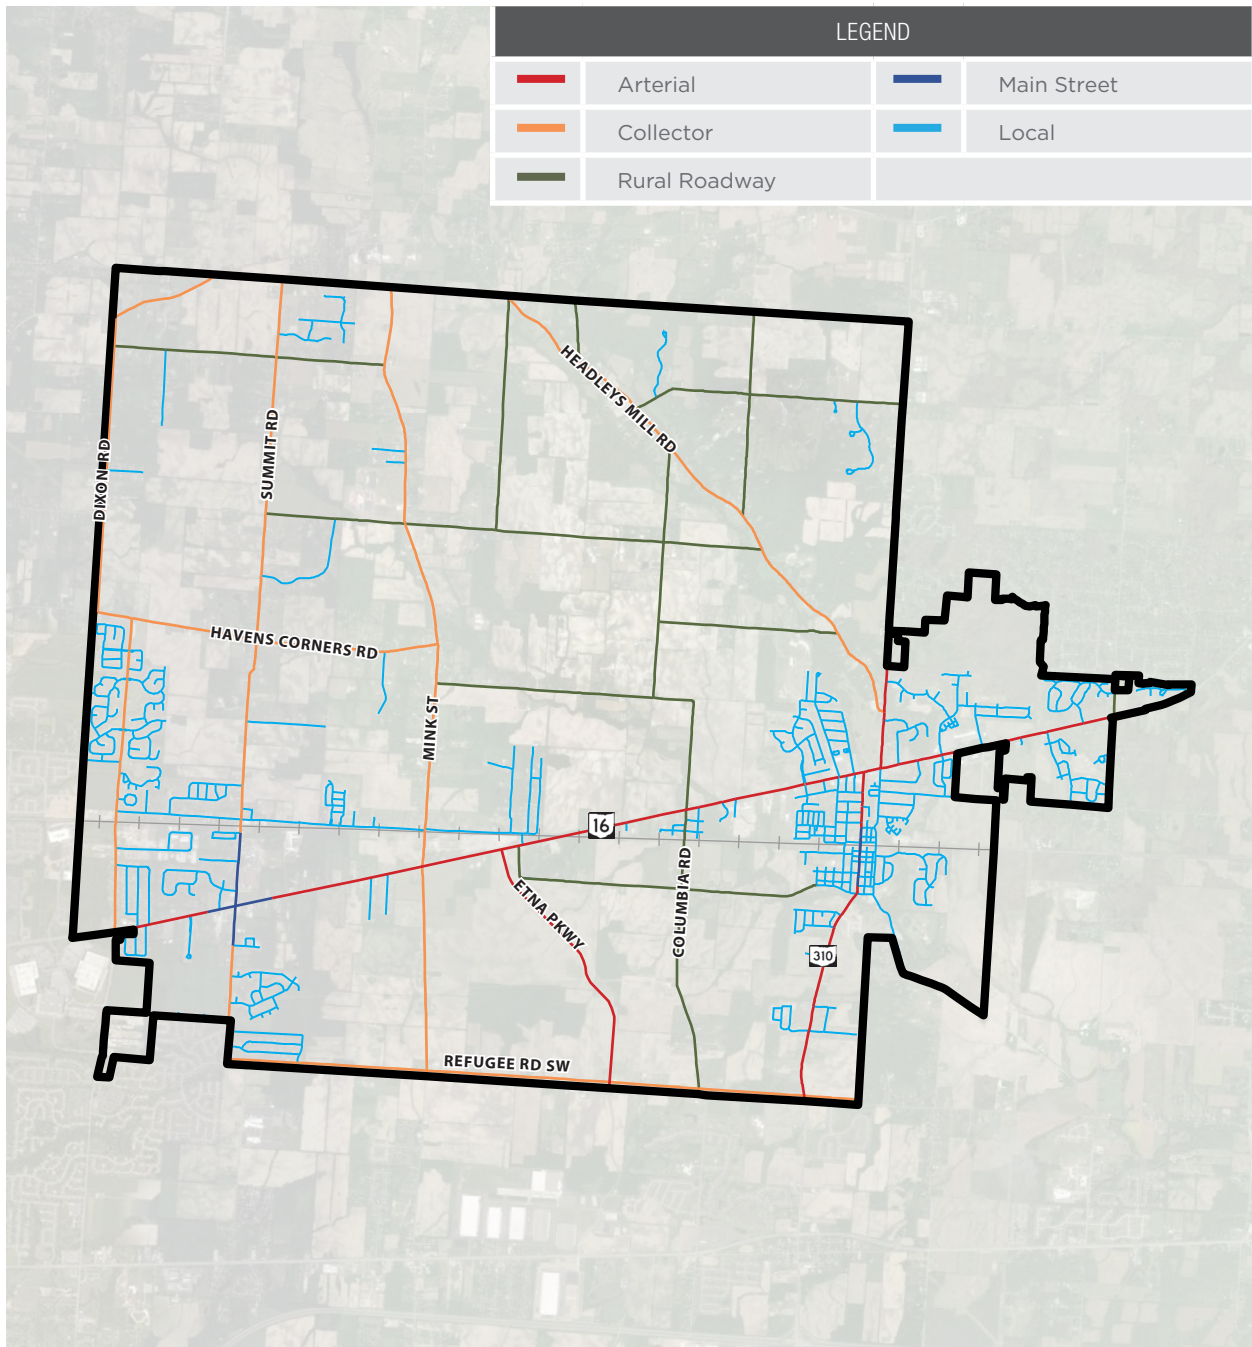 LEGEND
Arterial
Main Street
Collector
Local
Rural Roadway
HEADLEYS MILL RD
SUMMIT RD
DIXON RD
HAVENS CORNERS RD
MINK ST
16
ETNA PKWY
COLUMBIA RD
310
REFUGEE RD SW